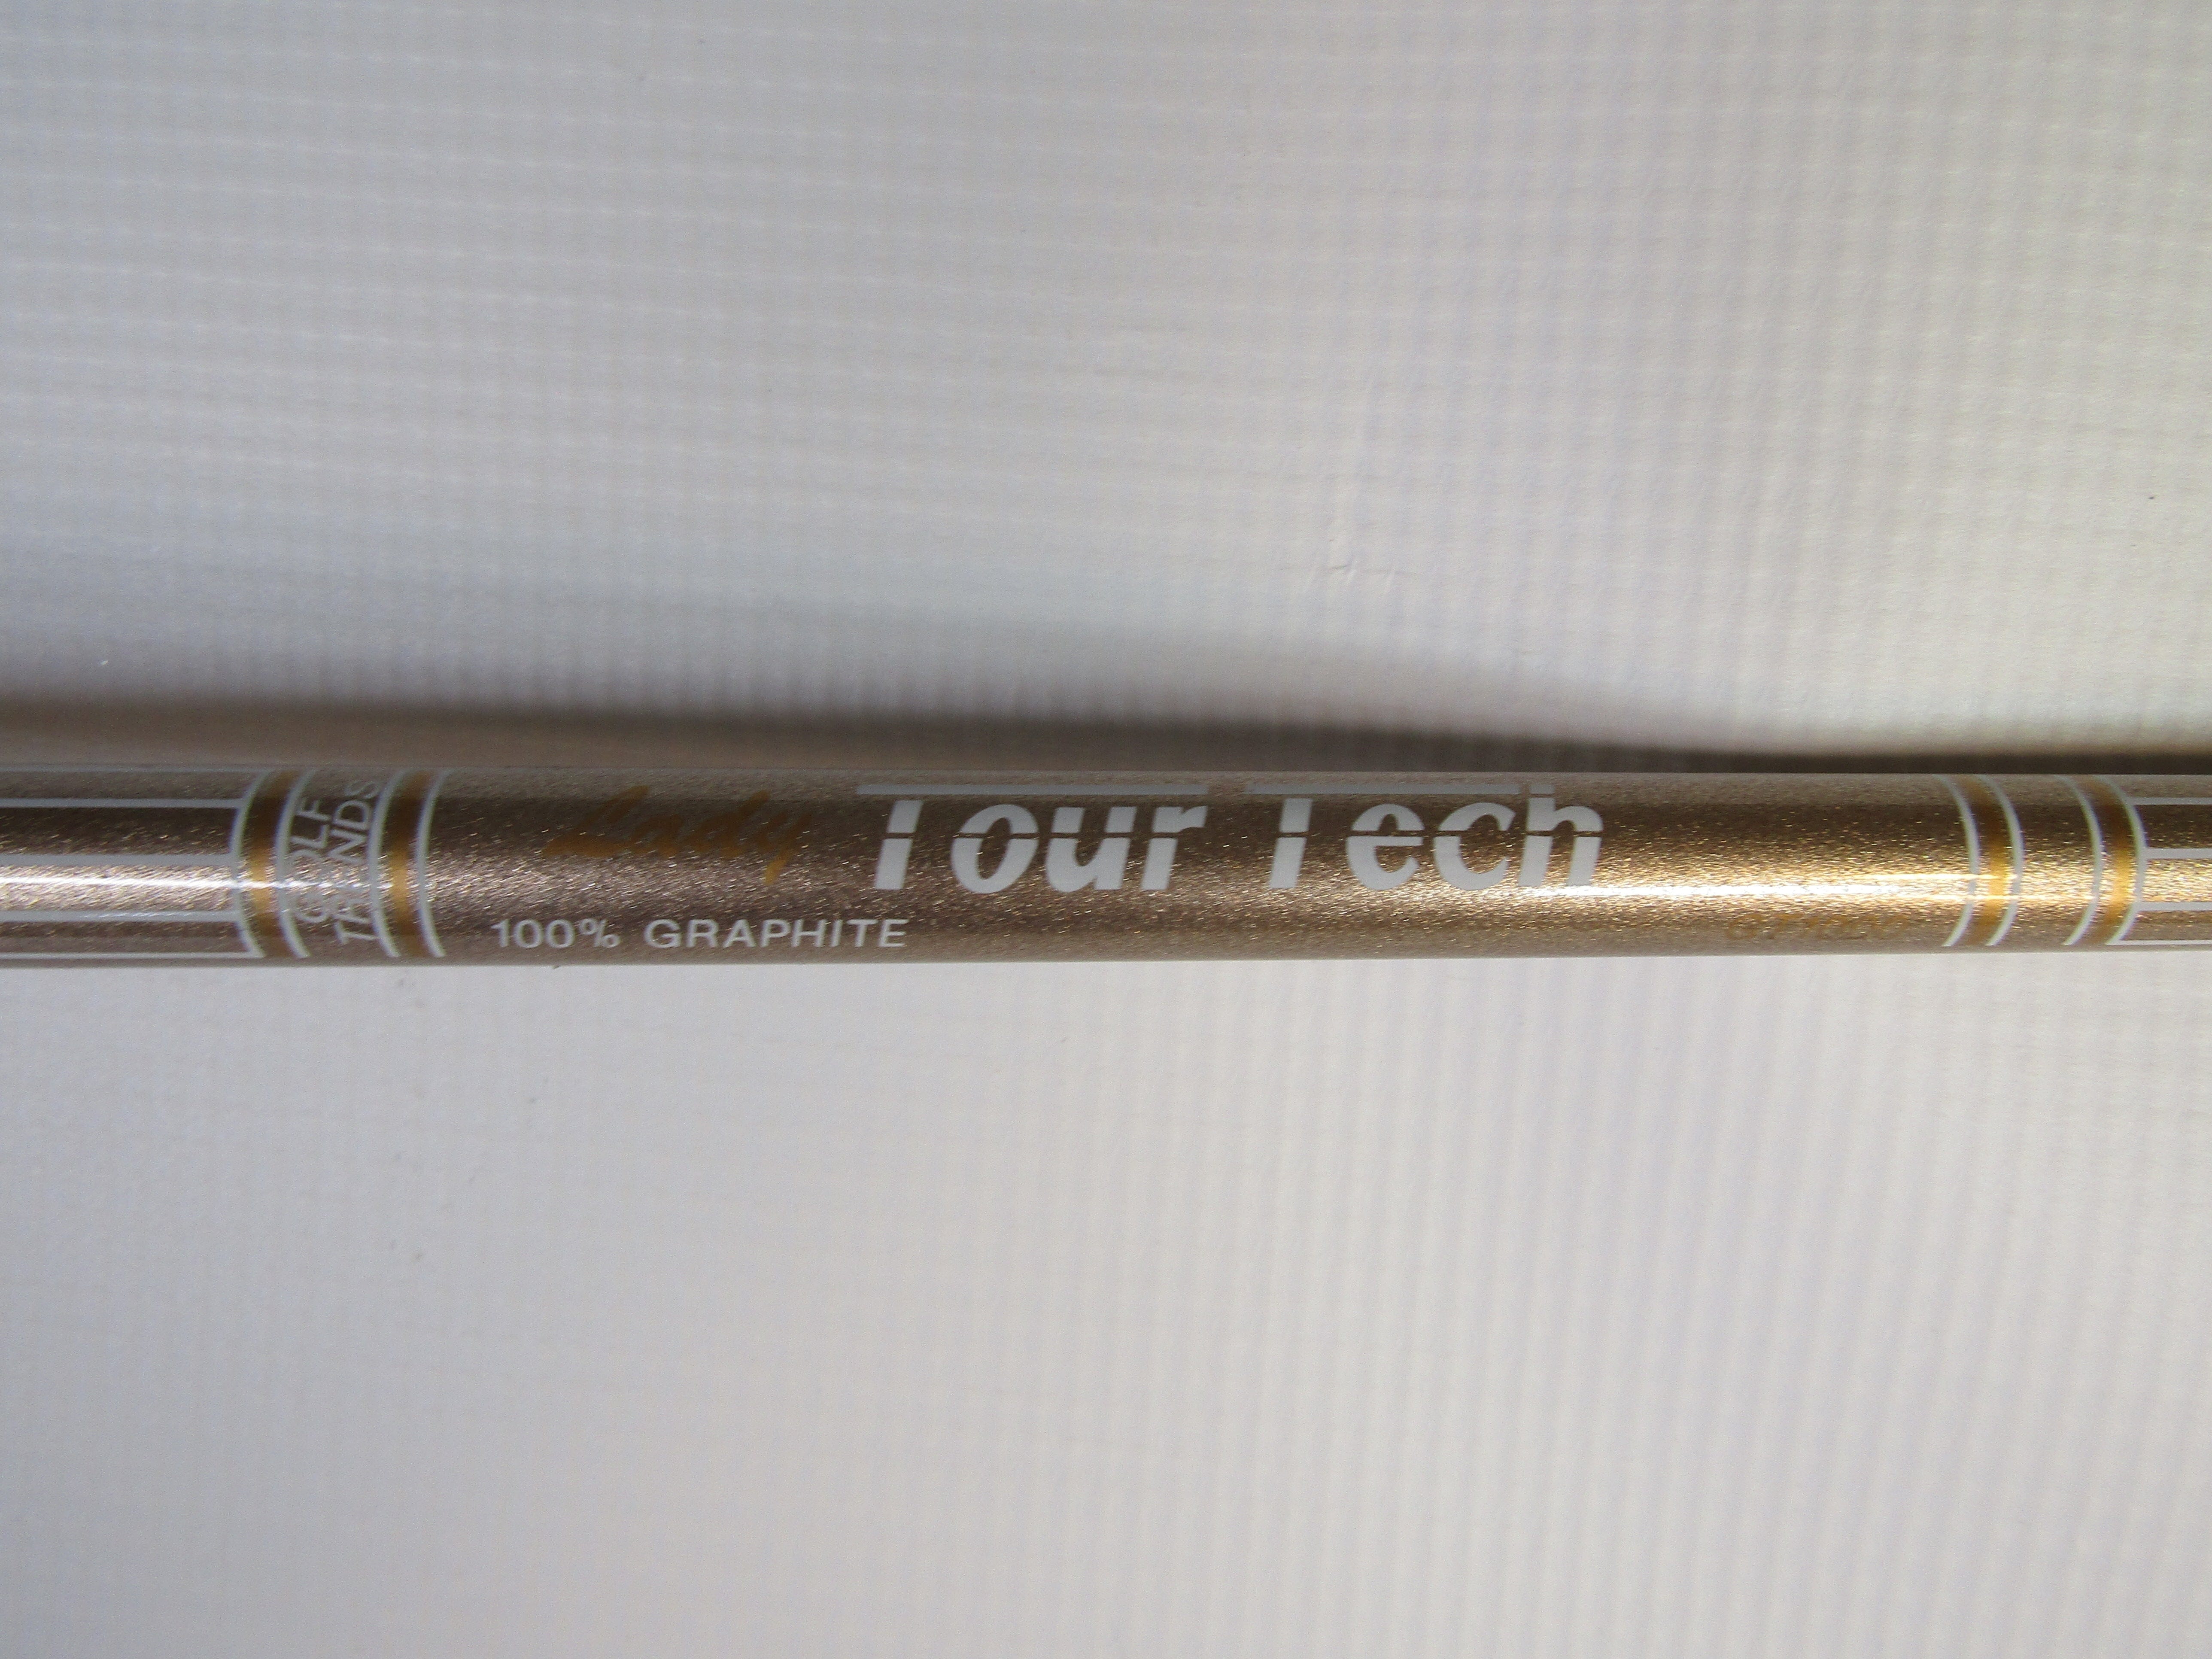 GOLF
TRENDS
Lady Tour Tech
100% GRAPHITE